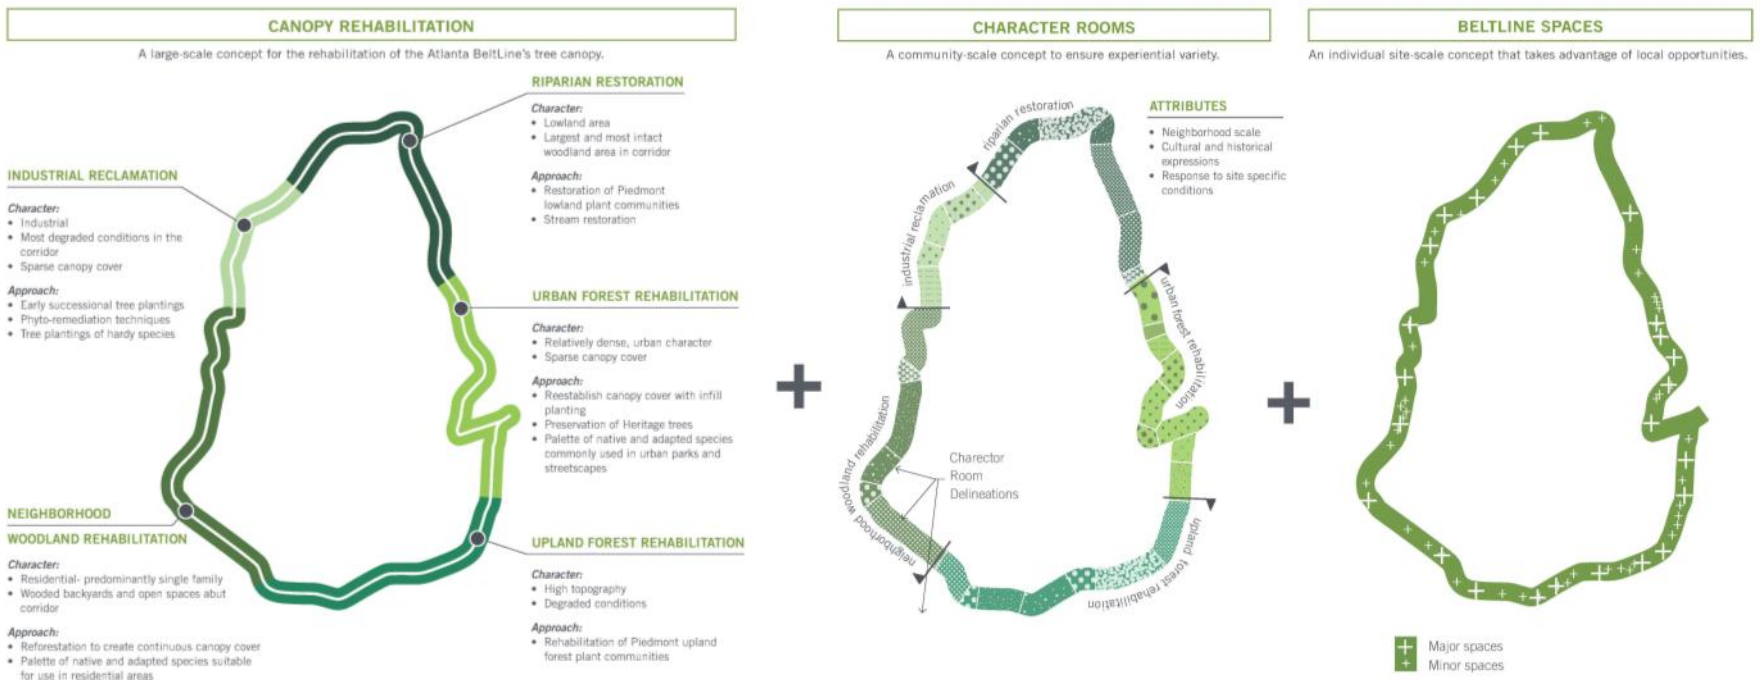 CANOPY REHABILITATION
A large-scale concept for the rehabilitation of the Atlanta BeltLine's tree canopy.
RIPARIAN RESTORATION
Character:
• Lowland area
• Largest and most intact
woodland area in corridor
Approach:
• Restoration of Piedmont
lowland plant communities
• Stream restoration
INDUSTRIAL RECLAMATION
Character:
• Industrial
• Most degraded conditions in the
corridor
• Sparse canopy cover
Approach:
• Early successional tree plantings
• Phyto-remediation techniques
• Tree plantings of hardy species
URBAN FOREST REHABILITATION
Character:
• Relatively dense, urban character
• Sparse canopy cover
Approach:
• Reestablish canopy cover with infill
planting
• Preservation of Heritage trees
• Palette of native and adapted species
commonly used in urban parks and
streetscapes
NEIGHBORHOOD
WOODLAND REHABILITATION
Character:
• Residential- predominantly single family
• Wooded backyards and open spaces abut
corridor
Approach:
• Reforestation to create continuous canopy cover
• Palette of native and adapted species suitable
for use in residential areas
UPLAND FOREST REHABILITATION
Character:
• High topography
• Degraded conditions
Approach:
• Rehabilitation of Piedmont upland
forest plant communities
+
CHARACTER ROOMS
A community-scale concept to ensure experiential variety.
ATTRIBUTES
• Neighborhood scale
• Cultural and historical
expressions
• Response to site specific
conditions
riparian restoration
industrial reclamation
urban forest rehabilitation
neighborhood woodland rehabilitation
upland forest rehabilitation
Charector
Room
Delineations
+
BELTLINE SPACES
An individual site-scale concept that takes advantage of local opportunities.
Major spaces
Minor spaces